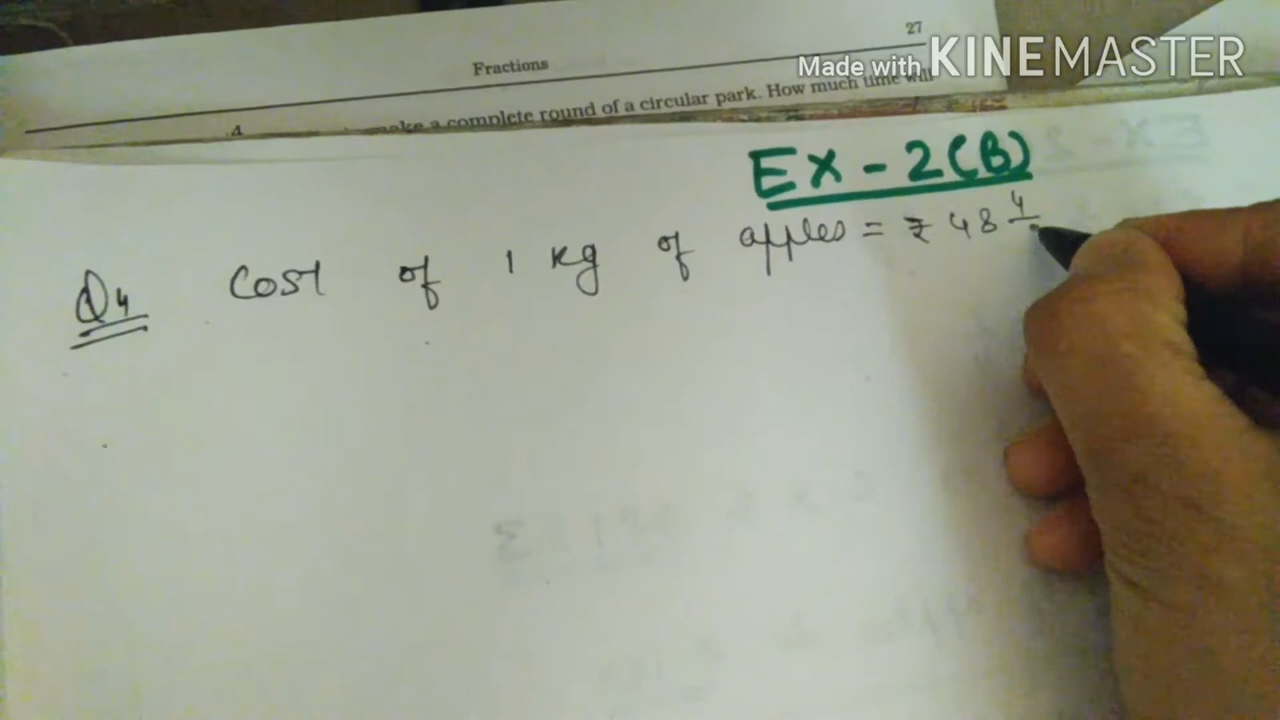 27
Made with KINEMASTER
Fractions
4
make a complete round of a circular park. How much time will
EX - 2(B)
Q4 Cost of 1 kg of apples = ₹ 48 4/